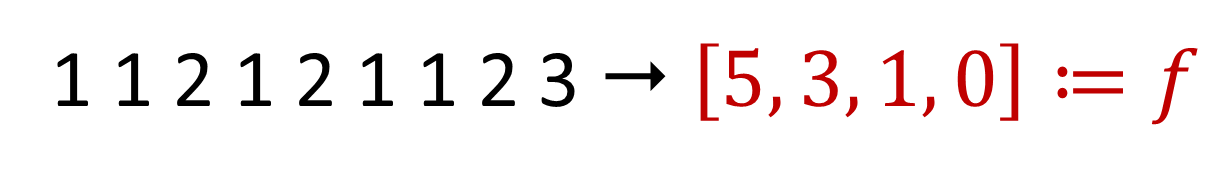 1 1 2 1 2 1 1 2 3 → [5, 3, 1, 0] := f